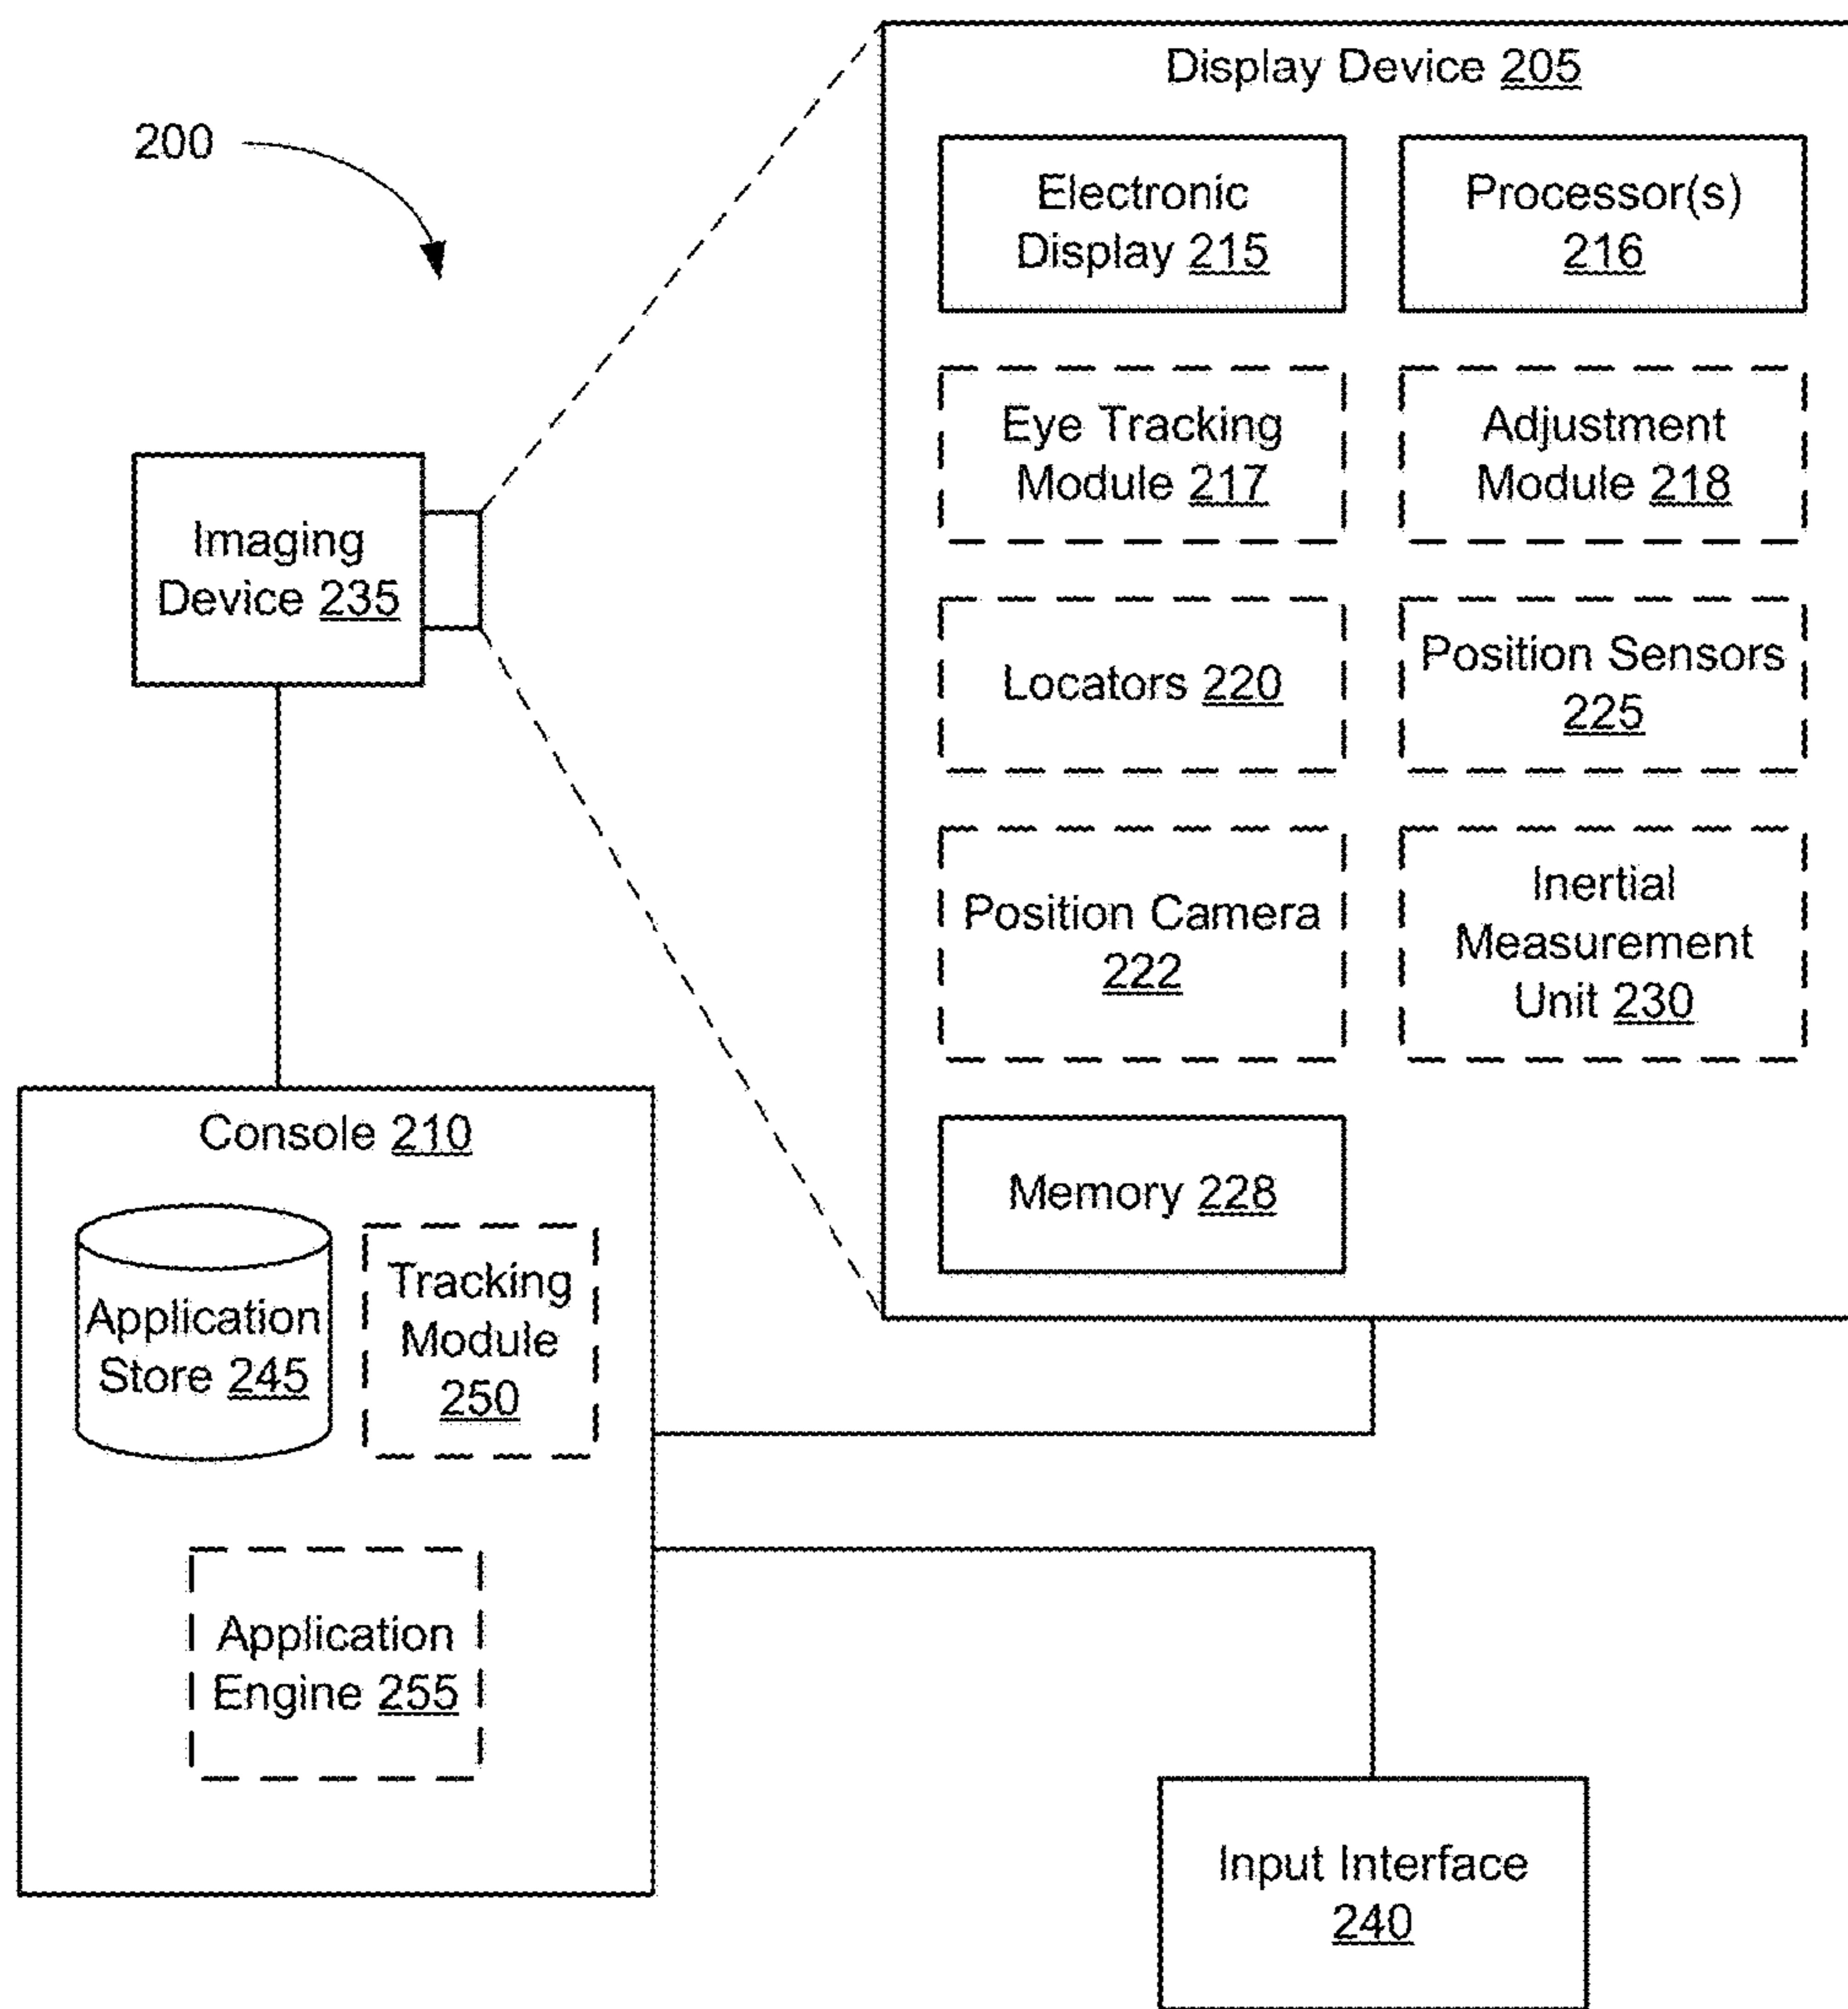 200
Display Device 205
Electronic
Display 215
Processor(s)
216
Eye Tracking
Module 217
Adjustment
Module 218
Imaging
Device 235
Locators 220
Position Sensors
225
Position Camera
222
Inertial
Measurement
Unit 230
Memory 228
Console 210
Application
Store 245
Tracking
Module
250
Application
Engine 255
Input Interface
240